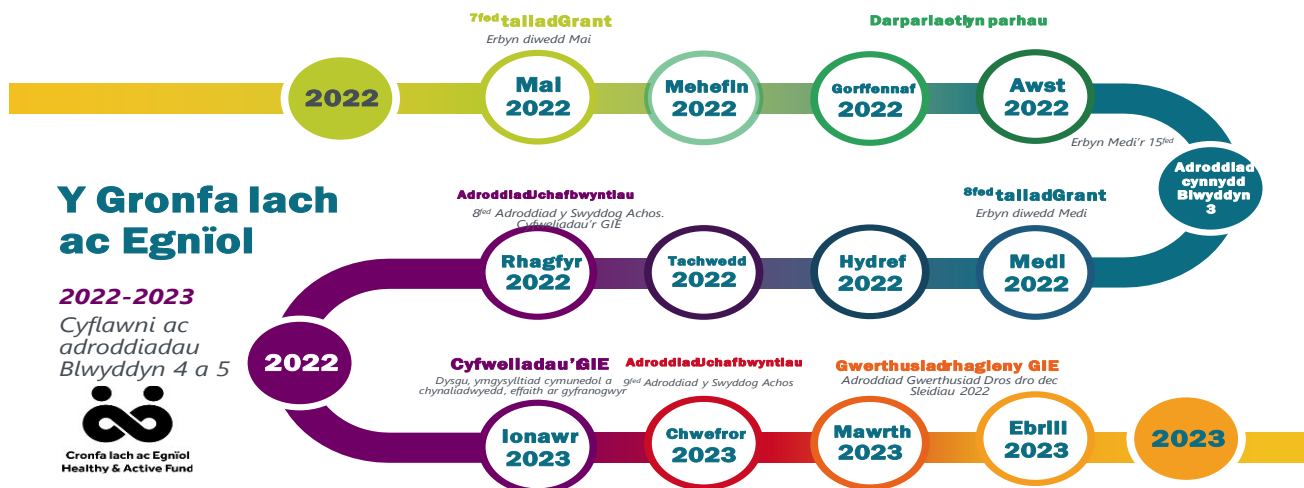 7fed talladGrant
Erbyn diwedd Mai
Darpariaethyn parhau
2022
Mai
2022
Mehefin
2022
Gorffennaf
2022
Awst
2022
Erbyn Medi'r 15fed
Adroddiad
cynnydd
Blwyddyn
3
Y Gronfa Iach
ac Egnïol
2022-2023
Cyflawni ac
adroddiadau
Blwyddyn 4 a 5
Cronfa Iach ac Egnïol
Healthy & Active Fund
AdroddiadUchafbwyntiau
8fed Adroddiad y Swyddog Achos.
Cyfweliadau'r GIE
8fed talladGrant
Erbyn diwedd Medi
Rhagfyr
2022
Tachwedd
2022
Hydref
2022
Medi
2022
2022
Cyfweliadau'rGIE
Dysgu, ymgysylltiad cymunedol a
chynaliadwyedd, effaith ar gyfranogwyr
AdroddiadUchafbwyntiau
9fed Adroddiad y Swyddog Achos
Gwerthusiadrhagleny GIE
Adroddiad Gwerthusiad Dros dro dec
Sleidiau 2022
Ionawr
2023
Chwefror
2023
Mawrth
2023
Ebrill
2023
2023